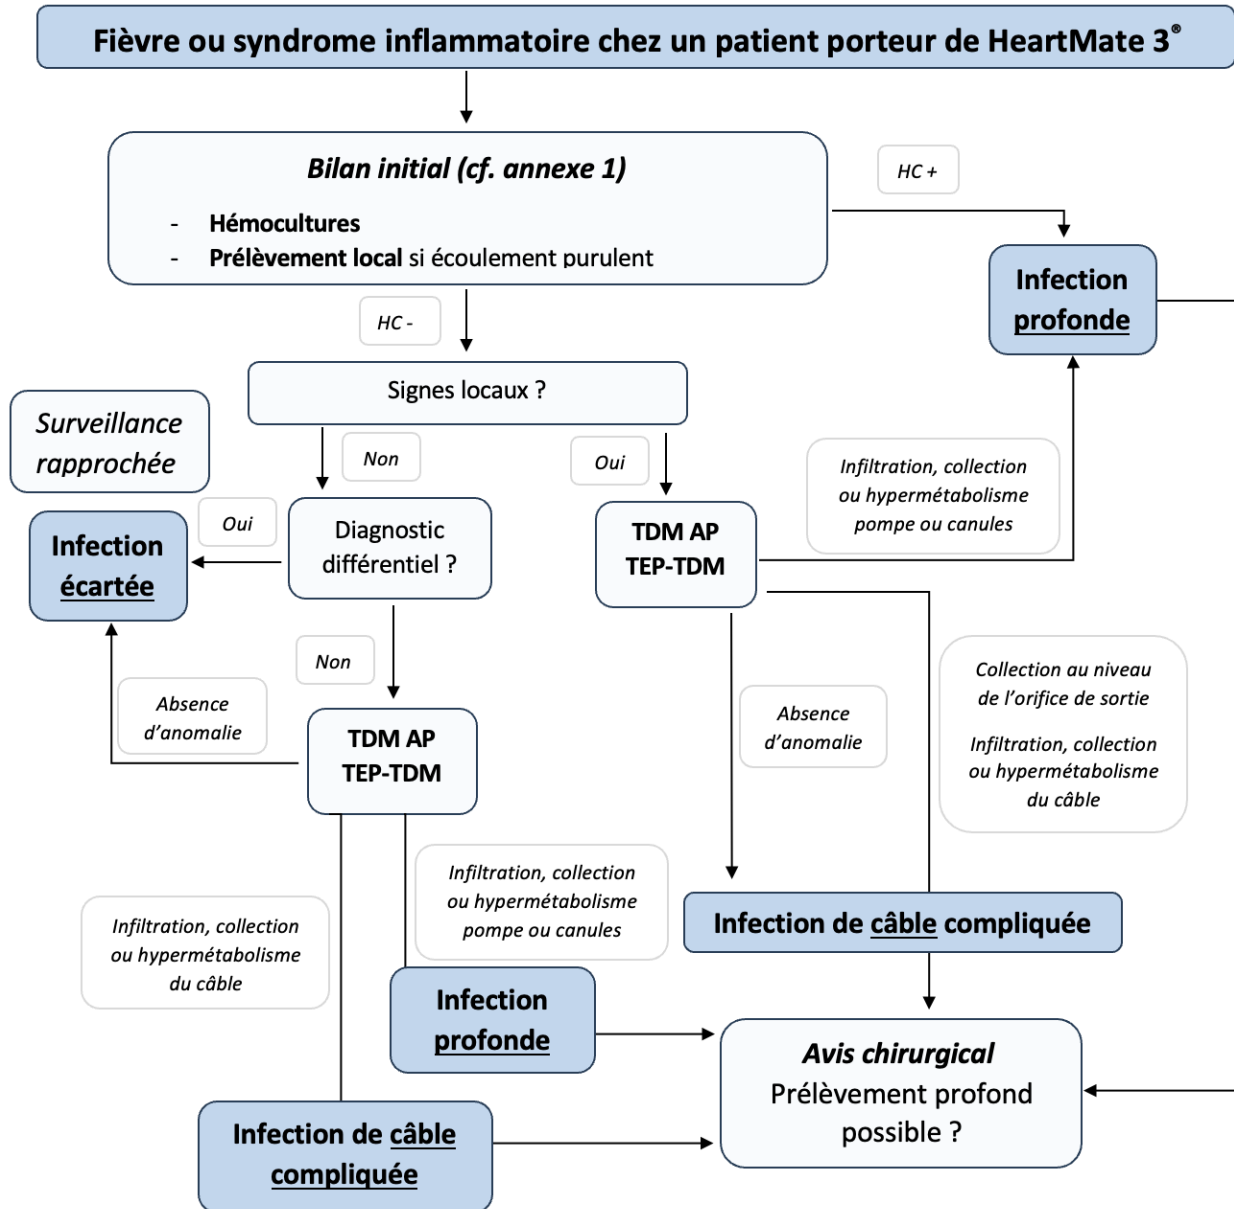 Fièvre ou syndrome inflammatoire chez un patient porteur de HeartMate 3®
Bilan initial (cf. annexe 1)
- Hémocultures
- Prélèvement local si écoulement purulent
HC +
Infection
profonde
HC -
Signes locaux ?
Surveillance
rapprochée
Non
Oui
Infiltration, collection
ou hypermétabolisme
pompe ou canules
Oui
Infection
écartée
Diagnostic
différentiel ?
TDM AP
TEP-TDM
Non
Absence
d’anomalie
TDM AP
TEP-TDM
Absence
d’anomalie
Collection au niveau
de l’orifice de sortie
Infiltration, collection
ou hypermétabolisme
du câble
Infiltration, collection
ou hypermétabolisme
du câble
Infiltration, collection
ou hypermétabolisme
pompe ou canules
Infection de câble compliquée
Infection
profonde
Avis chirurgical
Prélèvement profond
possible ?
Infection de câble
compliquée